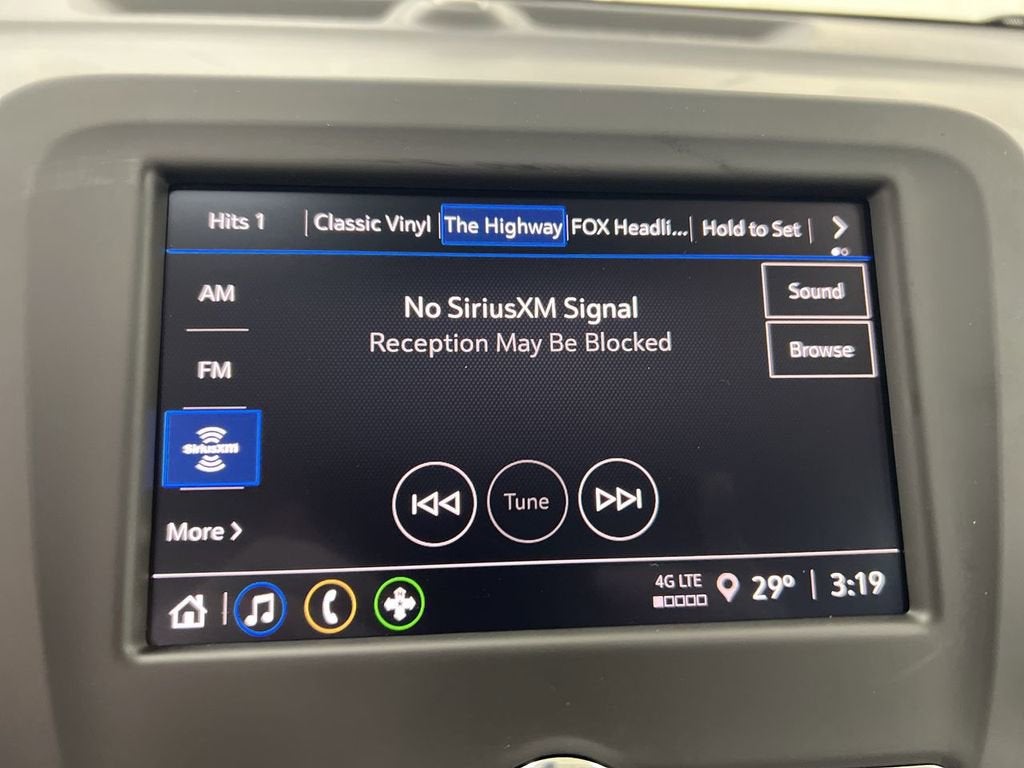 Hits 1
Classic Vinyl
The Highway
FOX Headli...
Hold to Set
AM
No SiriusXM Signal
Sound
Reception May Be Blocked
Browse
FM
SiriusXM
Tune
More
4G LTE
29°
3:19